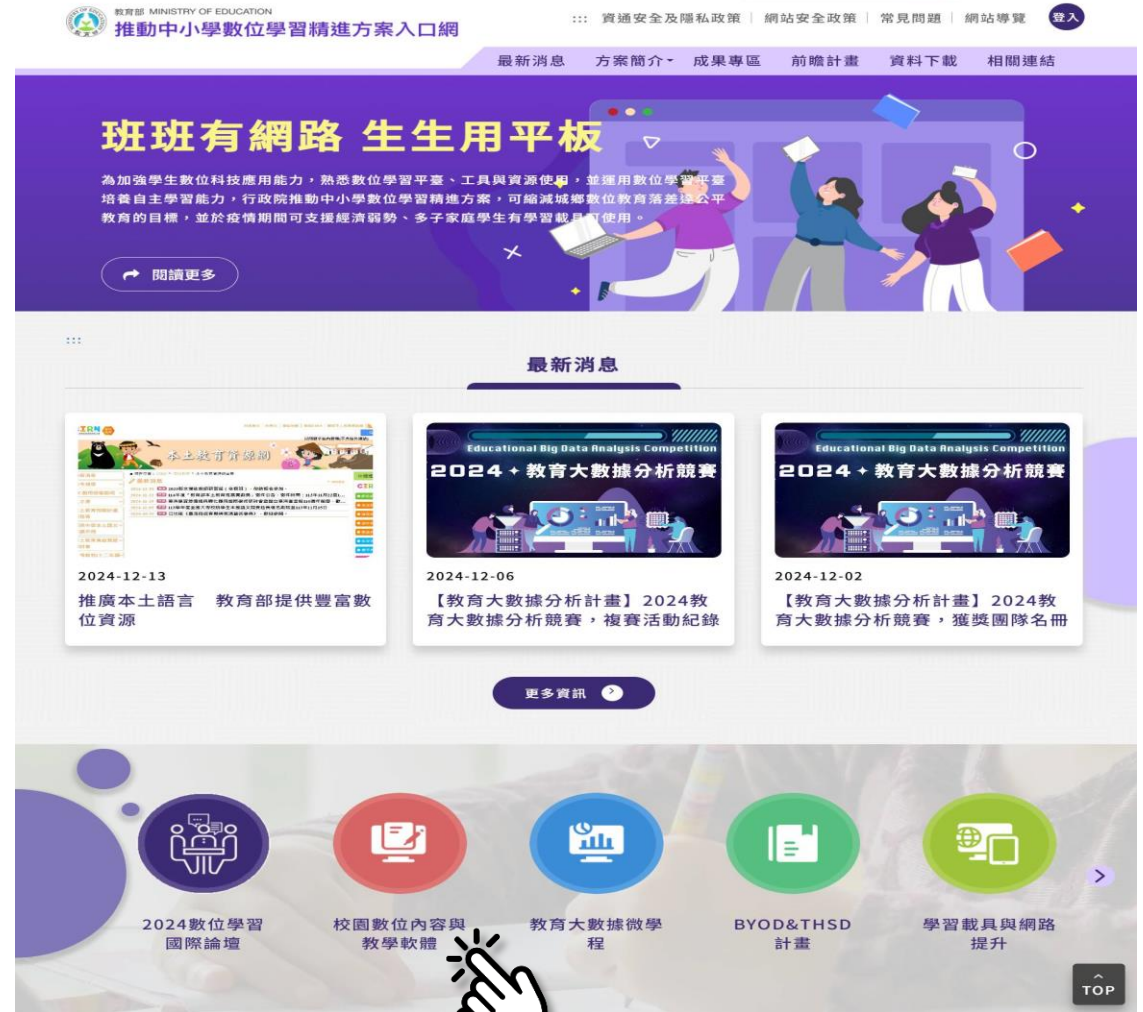 教育部 MINISTRY OF EDUCATION
推動中小學數位學習精進方案入口網
::: 資通安全及隱私政策 | 網站安全政策 | 常見問題 | 網站導覽 登入
最新消息 方案簡介 成果專區 前瞻計畫 資料下載 相關連結
班班有網路 生生用平板
為加強學生數位科技應用能力，熟悉數位學習平臺、工具與資源使用，並運用數位學習平臺
培養自主學習能力，行政院推動中小學數位學習精進方案，可縮減城鄉數位教育落差達公平
教育的目標，並於疫情期間可支援經濟弱勢、多子家庭學生有學習載具可使用。
閱讀更多
:::
最新消息
本土教育資源網
Educational Big Data Analysis Competition
2024+教育大數據分析競賽
Educational Big Data Analysis Competition
2024+教育大數據分析競賽
2024-12-13
推廣本土語言 教育部提供豐富數
位資源
2024-12-06
【教育大數據分析計畫】2024教
育大數據分析競賽，複賽活動紀錄
2024-12-02
【教育大數據分析計畫】2024教
育大數據分析競賽，獲獎團隊名冊
更多資訊
2024數位學習
國際論壇
校園數位內容與
教學軟體
教育大數據微學
程
BYOD&THSD
計畫
學習載具與網路
提升
TOP